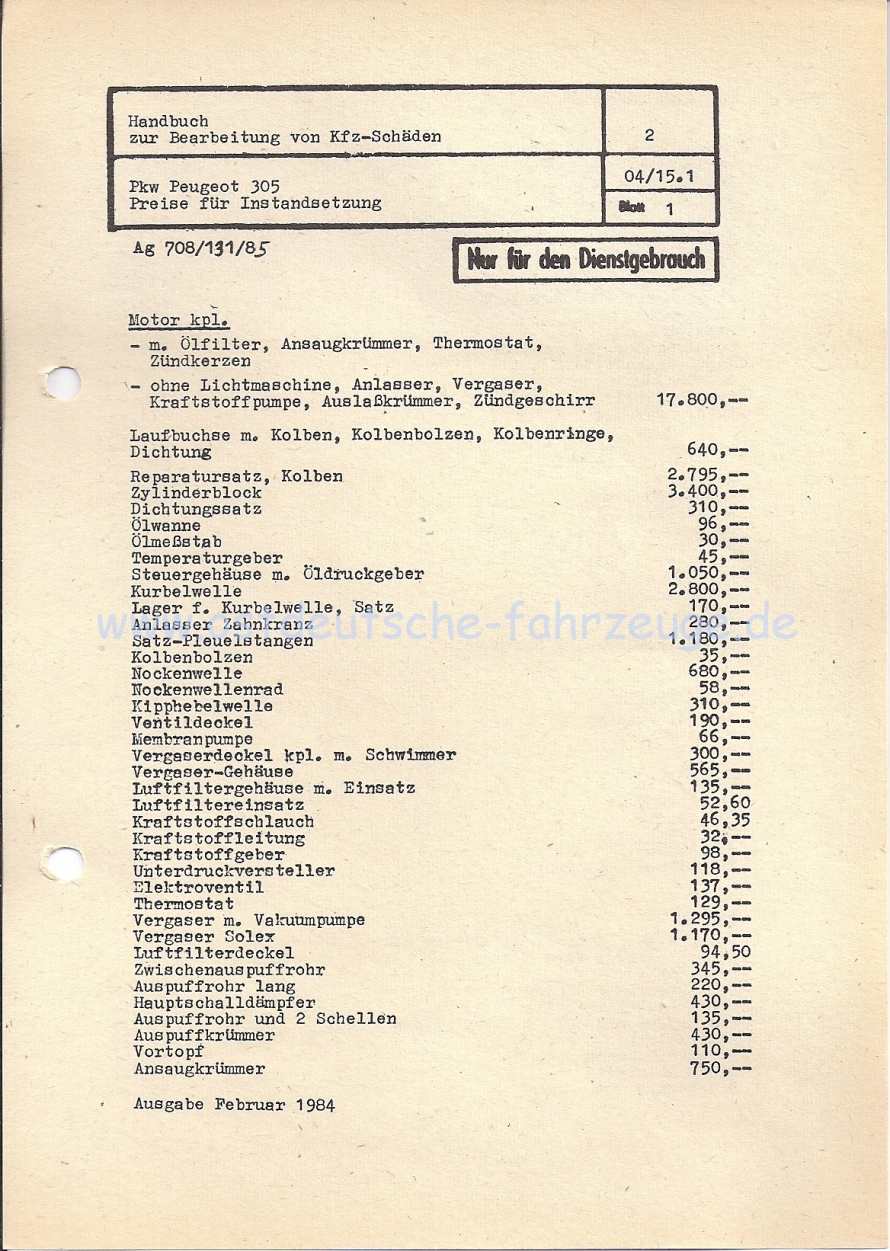 Handbuch
zur Bearbeitung von Kfz-Schäden
2
Pkw Peugeot 305
Preise für Instandsetzung
04/15.1
Blatt 1
Ag 708/131/85
Nur für den Dienstgebrauch
Motor kpl.
- m. Ölfilter, Ansaugkrümmer, Thermostat,
Zündkerzen
- ohne Lichtmaschine, Anlasser, Vergaser,
Kraftstoffpumpe, Auslaßkrümmer, Zündgeschirr 17.800,--
Laufbuchse m. Kolben, Kolbenbolzen, Kolbenringe,
Dichtung 640,--
Reparatursatz, Kolben 2.795,--
Zylinderblock 3.400,--
Dichtungssatz 310,--
Ölwanne 96,--
Ölmeßstab 30,--
Temperaturgeber 45,--
Steuergehäuse m. Öldruckgeber 1.050,--
Kurbelwelle 2.800,--
Lager f. Kurbelwelle, Satz 170,--
www.ostdeutsche-fahrzeuge.de
Anlasser Zahnkranz 280,--
Satz-Pleuelstangen 1.180,--
Kolbenbolzen 35,--
Nockenwelle 680,--
Nockenwellenrad 58,--
Kipphebelwelle 310,--
Ventildeckel 190,--
Membranpumpe 66,--
Vergaserdeckel kpl. m. Schwimmer 300,--
Vergaser-Gehäuse 565,--
Luftfiltergehäuse m. Einsatz 135,--
Luftfiltereinsatz 52,60
Kraftstoffschlauch 46,35
Kraftstoffleitung 32,--
Kraftstoffgeber 98,--
Unterdruckversteller 118,--
Elektroventil 137,--
Thermostat 129,--
Vergaser m. Vakuumpumpe 1.295,--
Vergaser Solex 1.170,--
Luftfilterdeckel 94,50
Zwischenauspuffrohr 345,--
Auspuffrohr lang 220,--
Hauptschalldämpfer 430,--
Auspuffrohr und 2 Schellen 135,--
Auspuffkrümmer 430,--
Vortopf 110,--
Ansaugkrümmer 750,--
Ausgabe Februar 1984